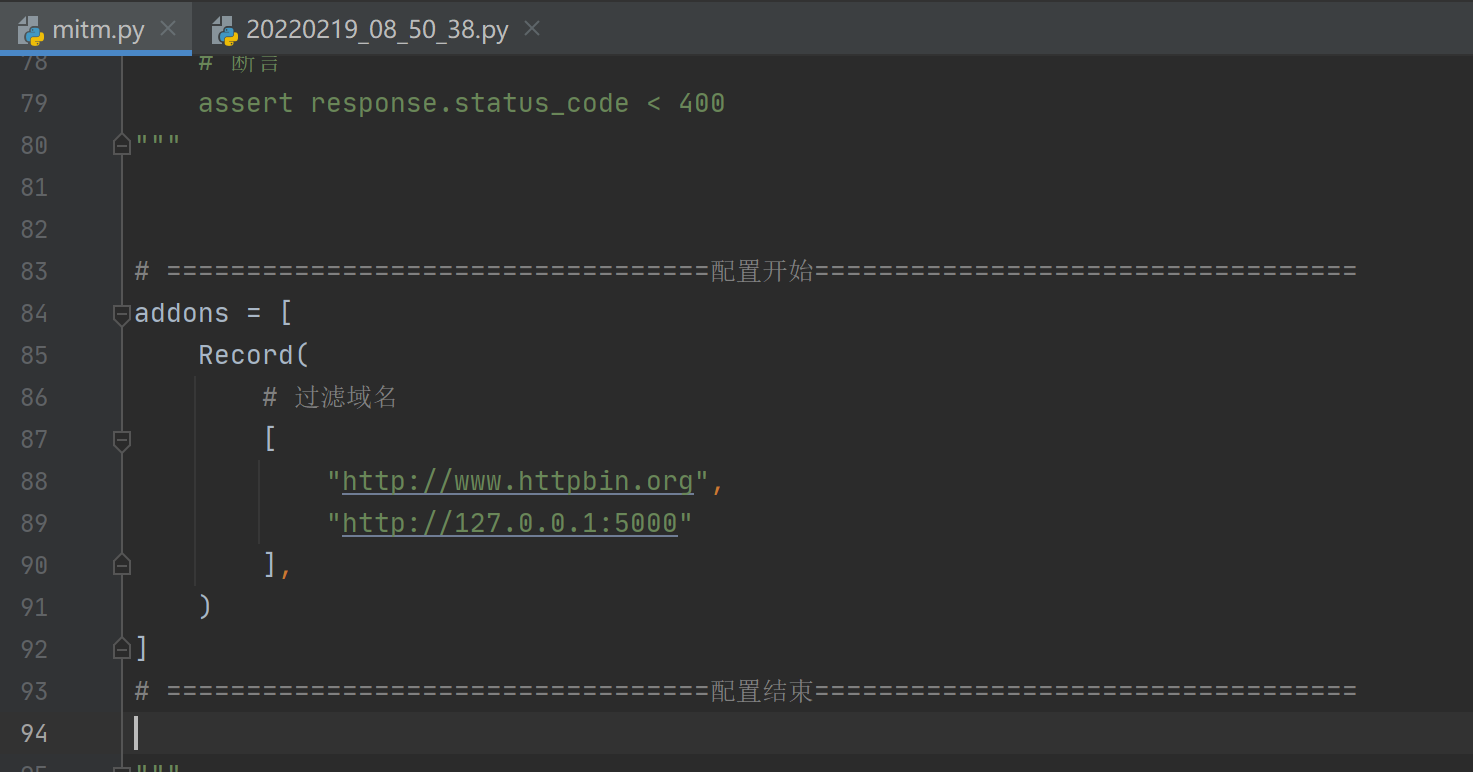 mitm.py 20220219_08_50_38.py
78 # 断言
79 assert response.status_code < 400
80 """
81
82
83 # ==================================配置开始==================================
84 addons = [
85 Record(
86 # 过滤域名
87 [
88 "http://www.httpbin.org",
89 "http://127.0.0.1:5000"
90 ],
91 )
92 ]
93 # ==================================配置结束==================================
94
95 """